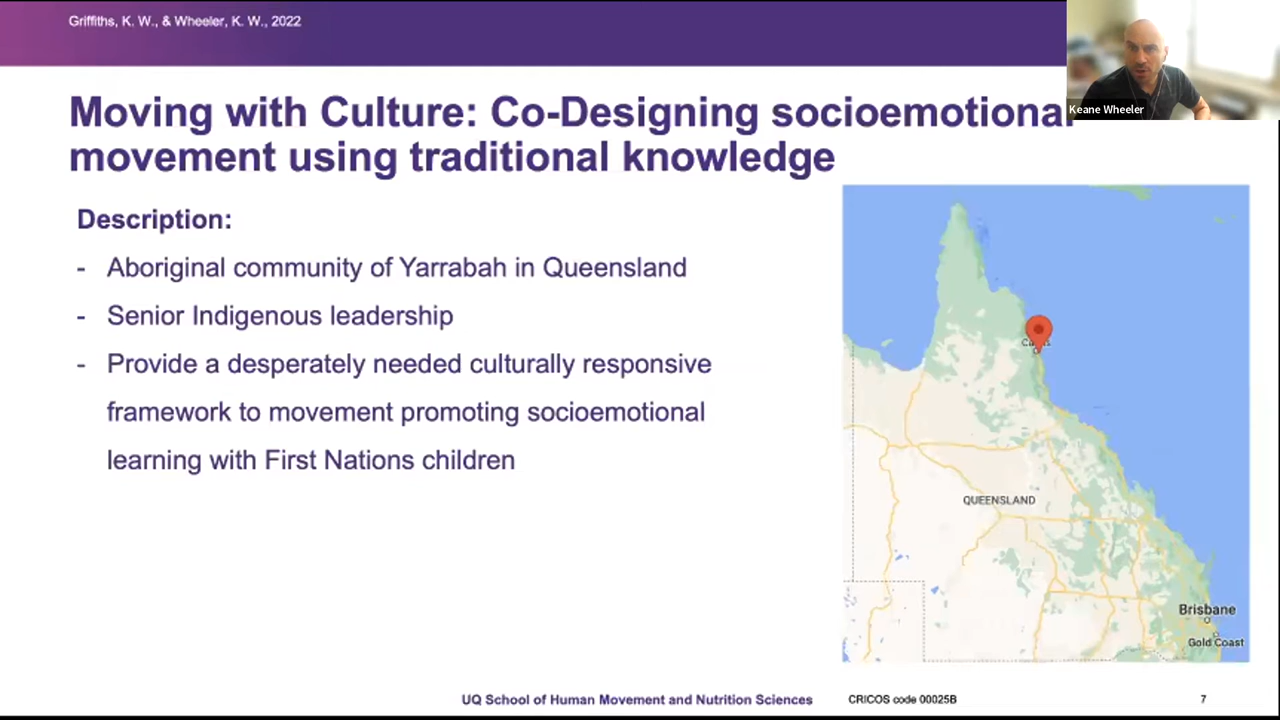 Griffiths, K. W., & Wheeler, K. W., 2022
Keane Wheeler
Moving with Culture: Co-Designing socioemotional
movement using traditional knowledge
Description:
- Aboriginal community of Yarrabah in Queensland
- Senior Indigenous leadership
- Provide a desperately needed culturally responsive
framework to movement promoting socioemotional
learning with First Nations children
QUEENSLAND
Brisbane
Gold Coast
UQ School of Human Movement and Nutrition Sciences
CRICOS code 00025B
7